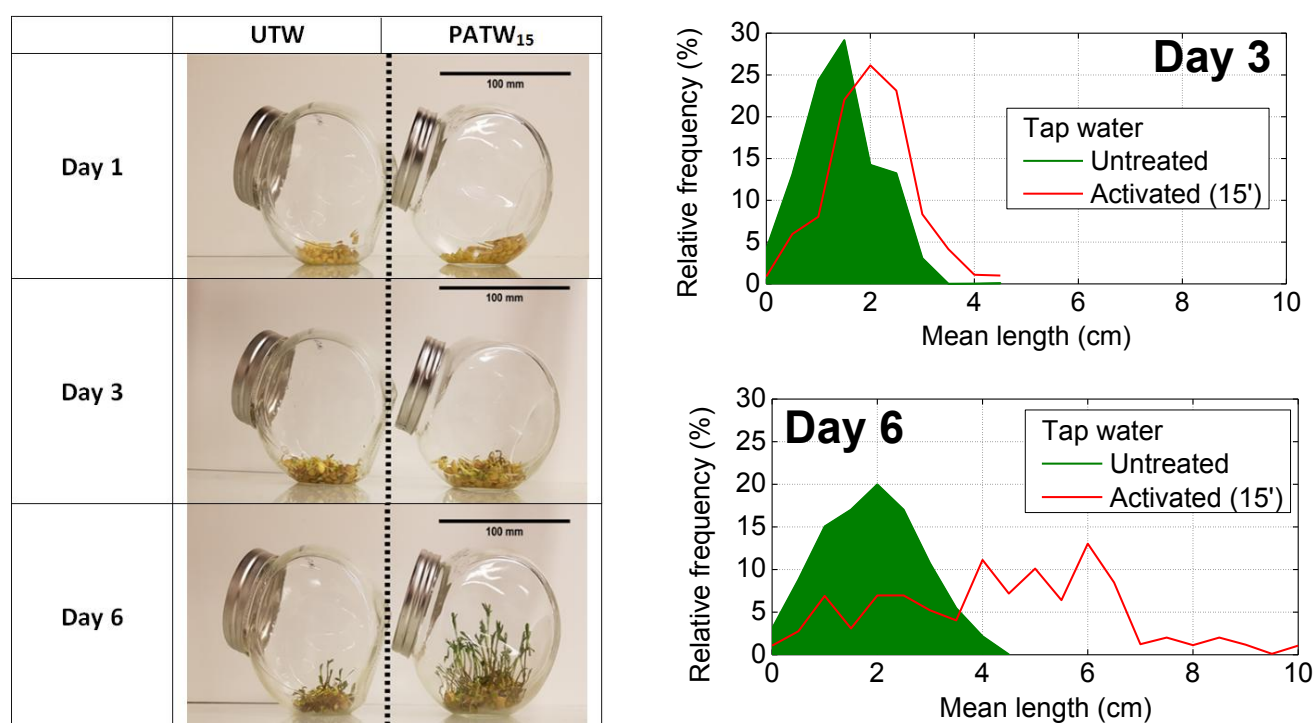 UTW PATW₁₅
Day 1
100 mm
Day 3
100 mm
Day 6
100 mm
Day 3
Relative frequency (%)
30
25
20
15
10
5
0
Tap water
Untreated
Activated (15')
0 2 4 6 8 10
Mean length (cm)
Day 6
Relative frequency (%)
30
25
20
15
10
5
0
Tap water
Untreated
Activated (15')
0 2 4 6 8 10
Mean length (cm)